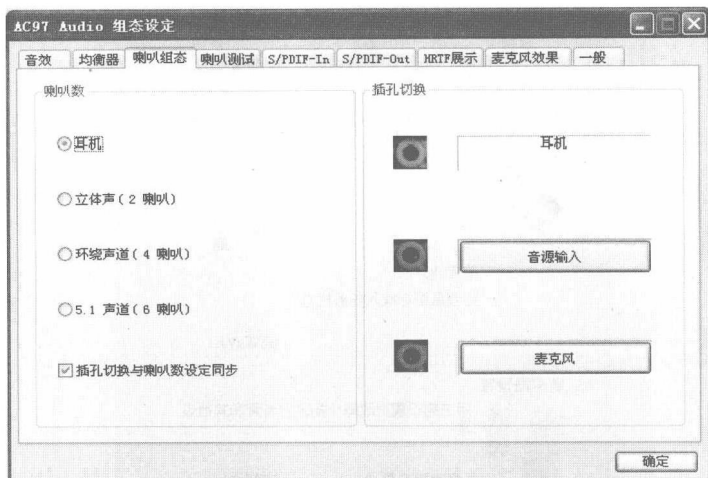 AC97 Audio 组态设定
音效 均衡器 喇叭组态 喇叭测试 S/PDIF-In S/PDIF-Out HRTF展示 麦克风效果 一般
喇叭数
耳机
立体声(2 喇叭)
环绕声道(4 喇叭)
5.1 声道(6 喇叭)
插孔切换与喇叭数设定同步
插孔切换
耳机
音源输入
麦克风
确定